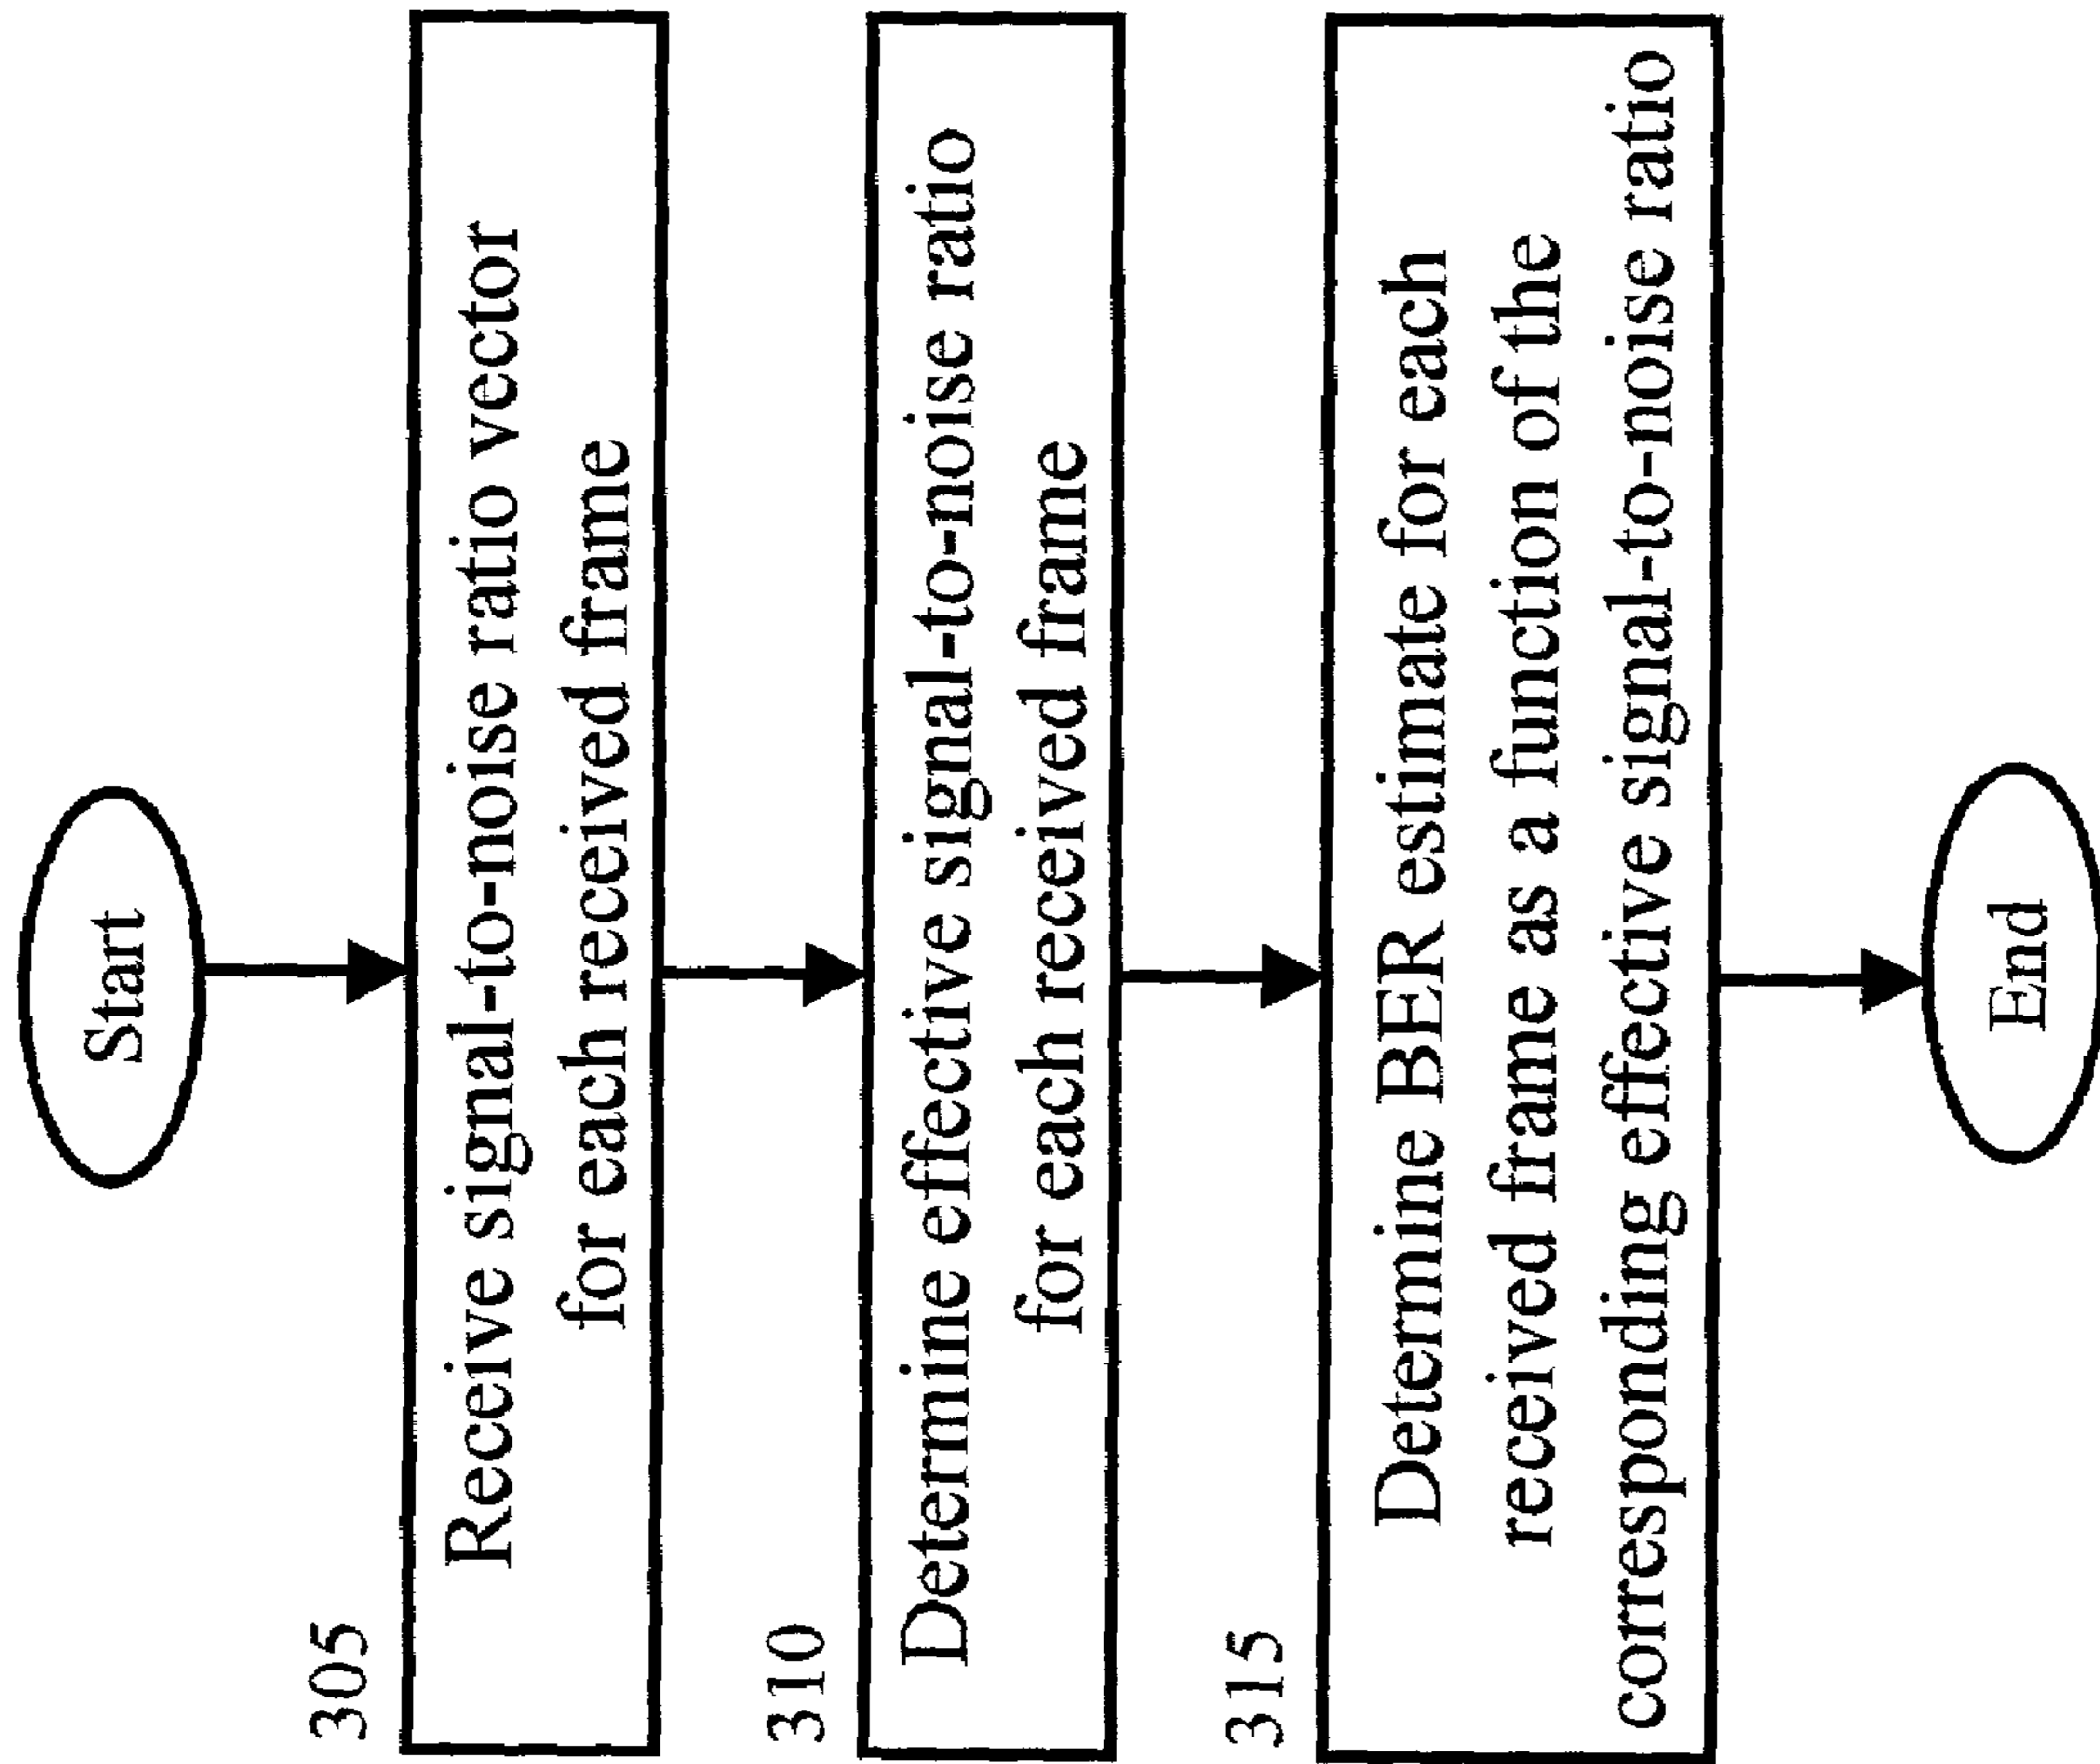 Start
305
Receive signal-to-noise ratio vector
for each received frame
310
Determine effective signal-to-noise ratio
for each received frame
315
Determine BER estimate for each
received frame as a function of the
corresponding effective signal-to-noise ratio
End